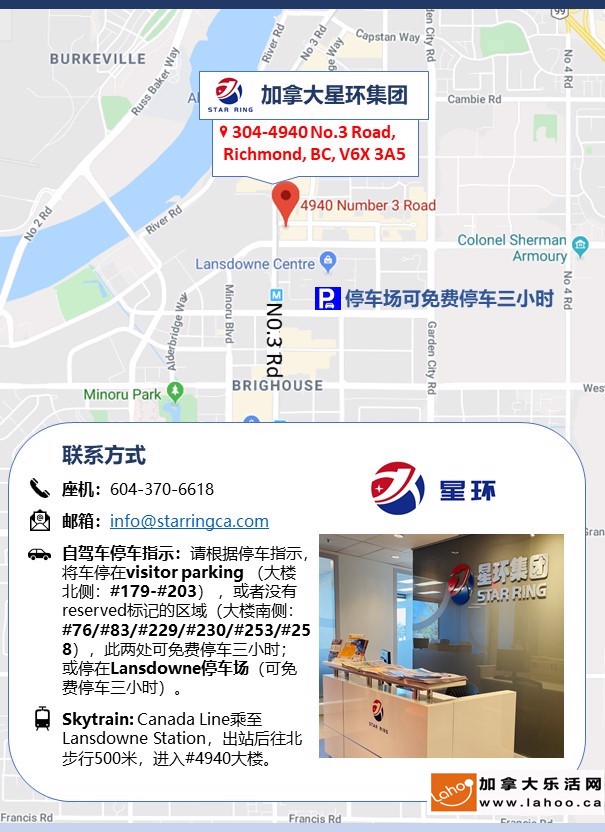 99
BURKEVILLE
Russ Baker Way
River Rd
No 3 Rd
Capstan Way
den City Rd
No 4 Rd
Cambie Rd
STAR RING
加拿大星环集团
304-4940 No.3 Road,
Richmond, BC, V6X 3A5
4940 Number 3 Road
No 2 Rd
River Rd
Colonel Sherman
Armoury
Lansdowne Centre
停车场可免费停车三小时
M
NO.3 Rd
Alderbridge Way
Minoru Blvd
Garden City Rd
No 4 Rd
Minoru Park
BRIGHOUSE
Wes
联系方式
座机：604-370-6618
邮箱：info@starringca.com
星环
自驾车停车指示：请根据停车指示，
将车停在visitor parking （大楼
北侧：#179-#203），或者没有
reserved标记的区域（大楼南侧：
#76/#83/#229/#230/#253/#25
8），此两处可免费停车三小时；
或停在Lansdowne停车场（可免
费停车三小时）。
星环集团
STAR RING
STAR RING
Skytrain: Canada Line乘至
Lansdowne Station，出站后往北
步行500米，进入#4940大楼。
Lahoo
加拿大乐活网
www.lahoo.ca
Francis Rd
Francis Rd